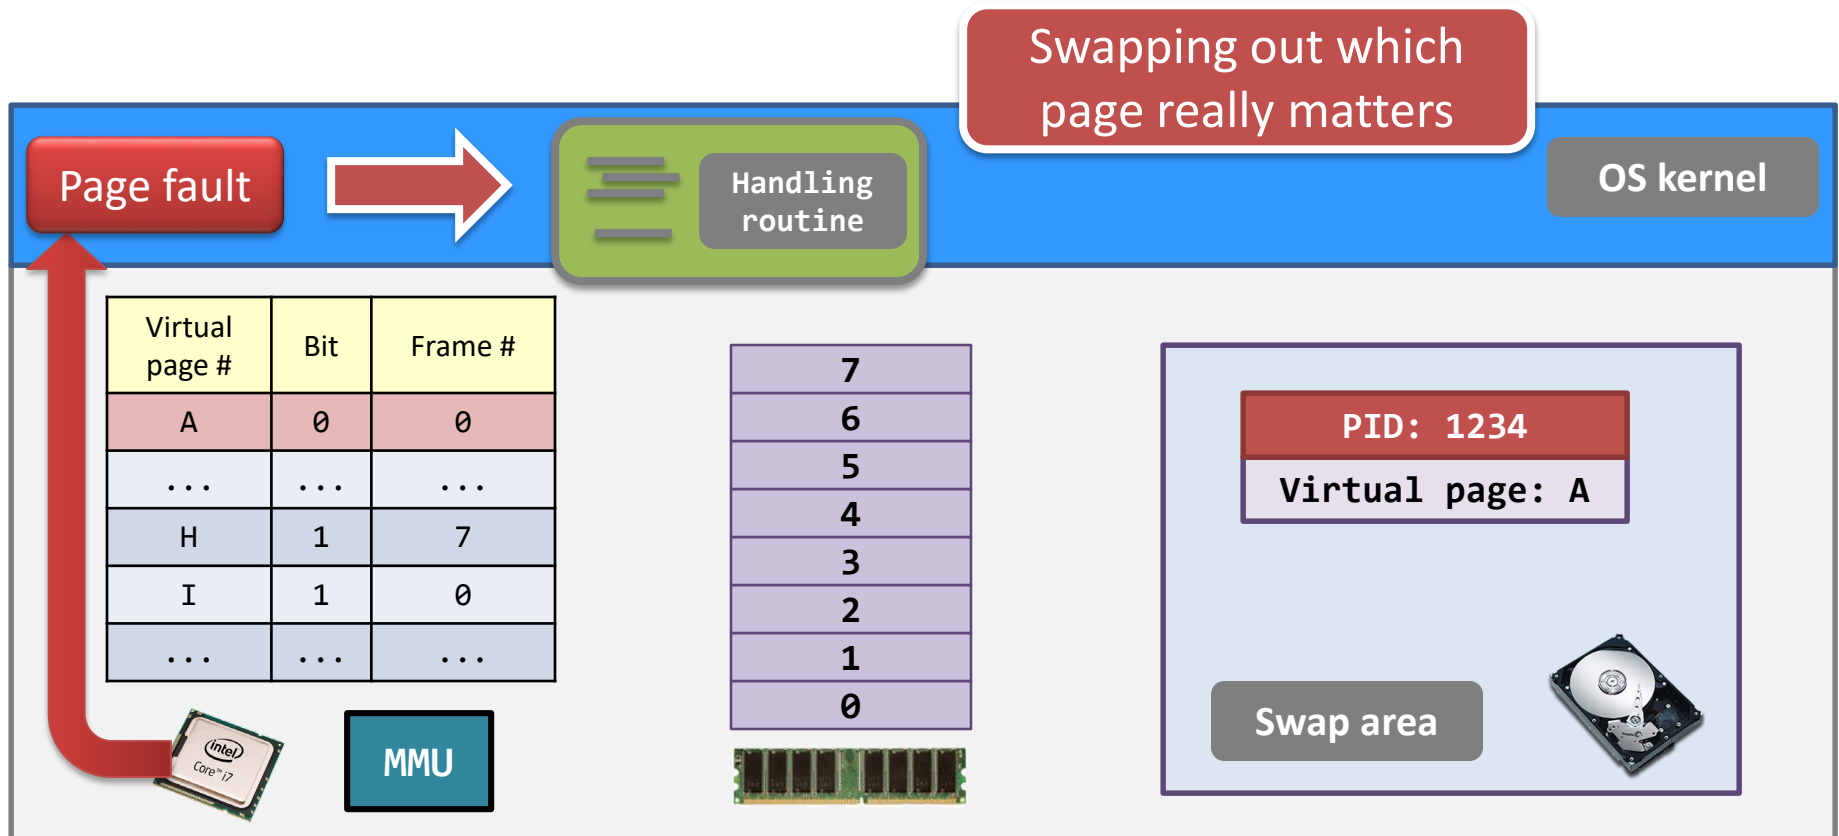 Swapping out which
page really matters
Page fault
Handling
routine
OS kernel
Virtual
page #
Bit
Frame #
A 0 0
... ... ...
H 1 7
I 1 0
... ... ...
7
6
5
4
3
2
1
0
PID: 1234
Virtual page: A
Swap area
intel
Core™ i7
MMU